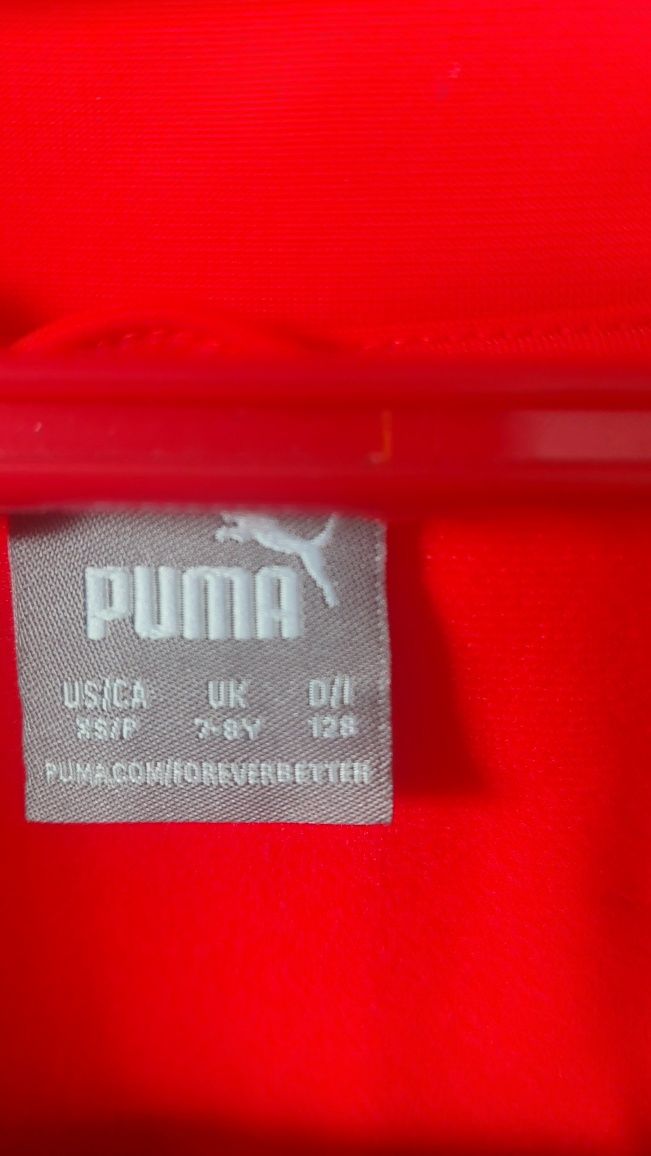 PUMA
US/CA UK D/I
XS/P 7-8Y 128
PUMA.COM/FOREVERBETTER